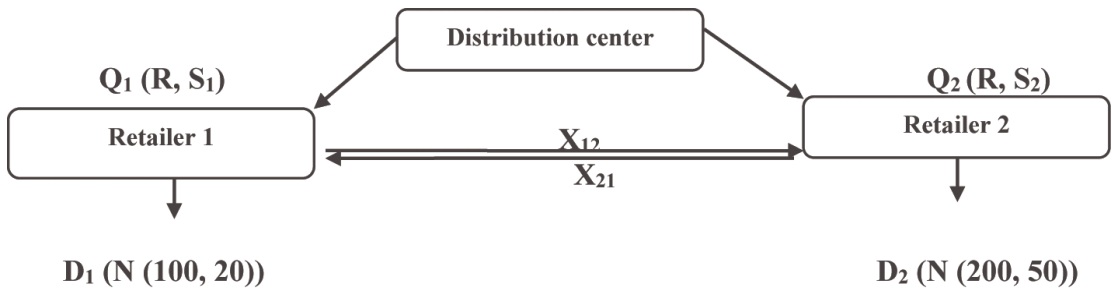 Distribution center
Q₁ (R, S₁)
Q₂ (R, S₂)
Retailer 1
Retailer 2
X₁₂
X₂₁
D₁ (N (100, 20))
D₂ (N (200, 50))